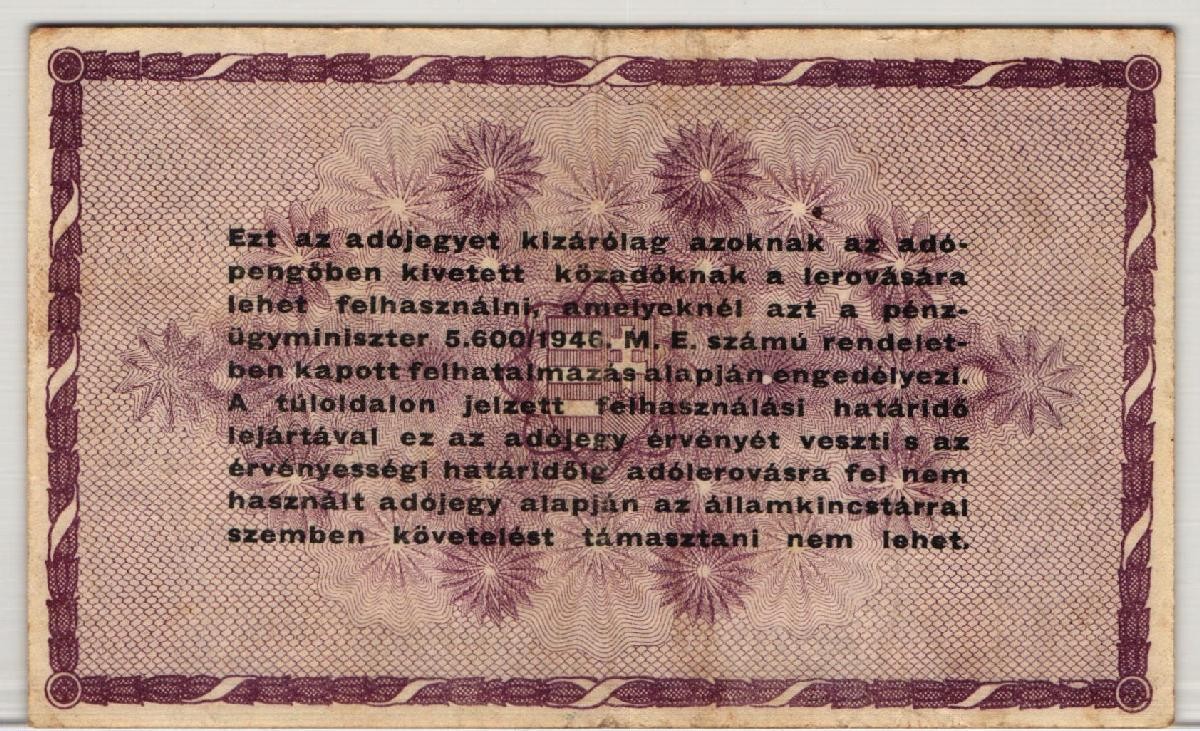 Ezt az adójegyet kizárólag azoknak az adó-
pengőben kivetett közadóknak a lerovására
lehet felhasználni, amelyeknél azt a pénz-
ügyminiszter 5.600/1946. M. E. számú rendelet-
ben kapott felhatalmazás alapján engedélyezi.
A túloldalon jelzett felhasználási határidő
lejártával ez az adójegy érvényét veszti s az
érvényességi határidőig adólerovásra fel nem
használt adójegy alapján az államkincstárral
szemben követelést támasztani nem lehet.